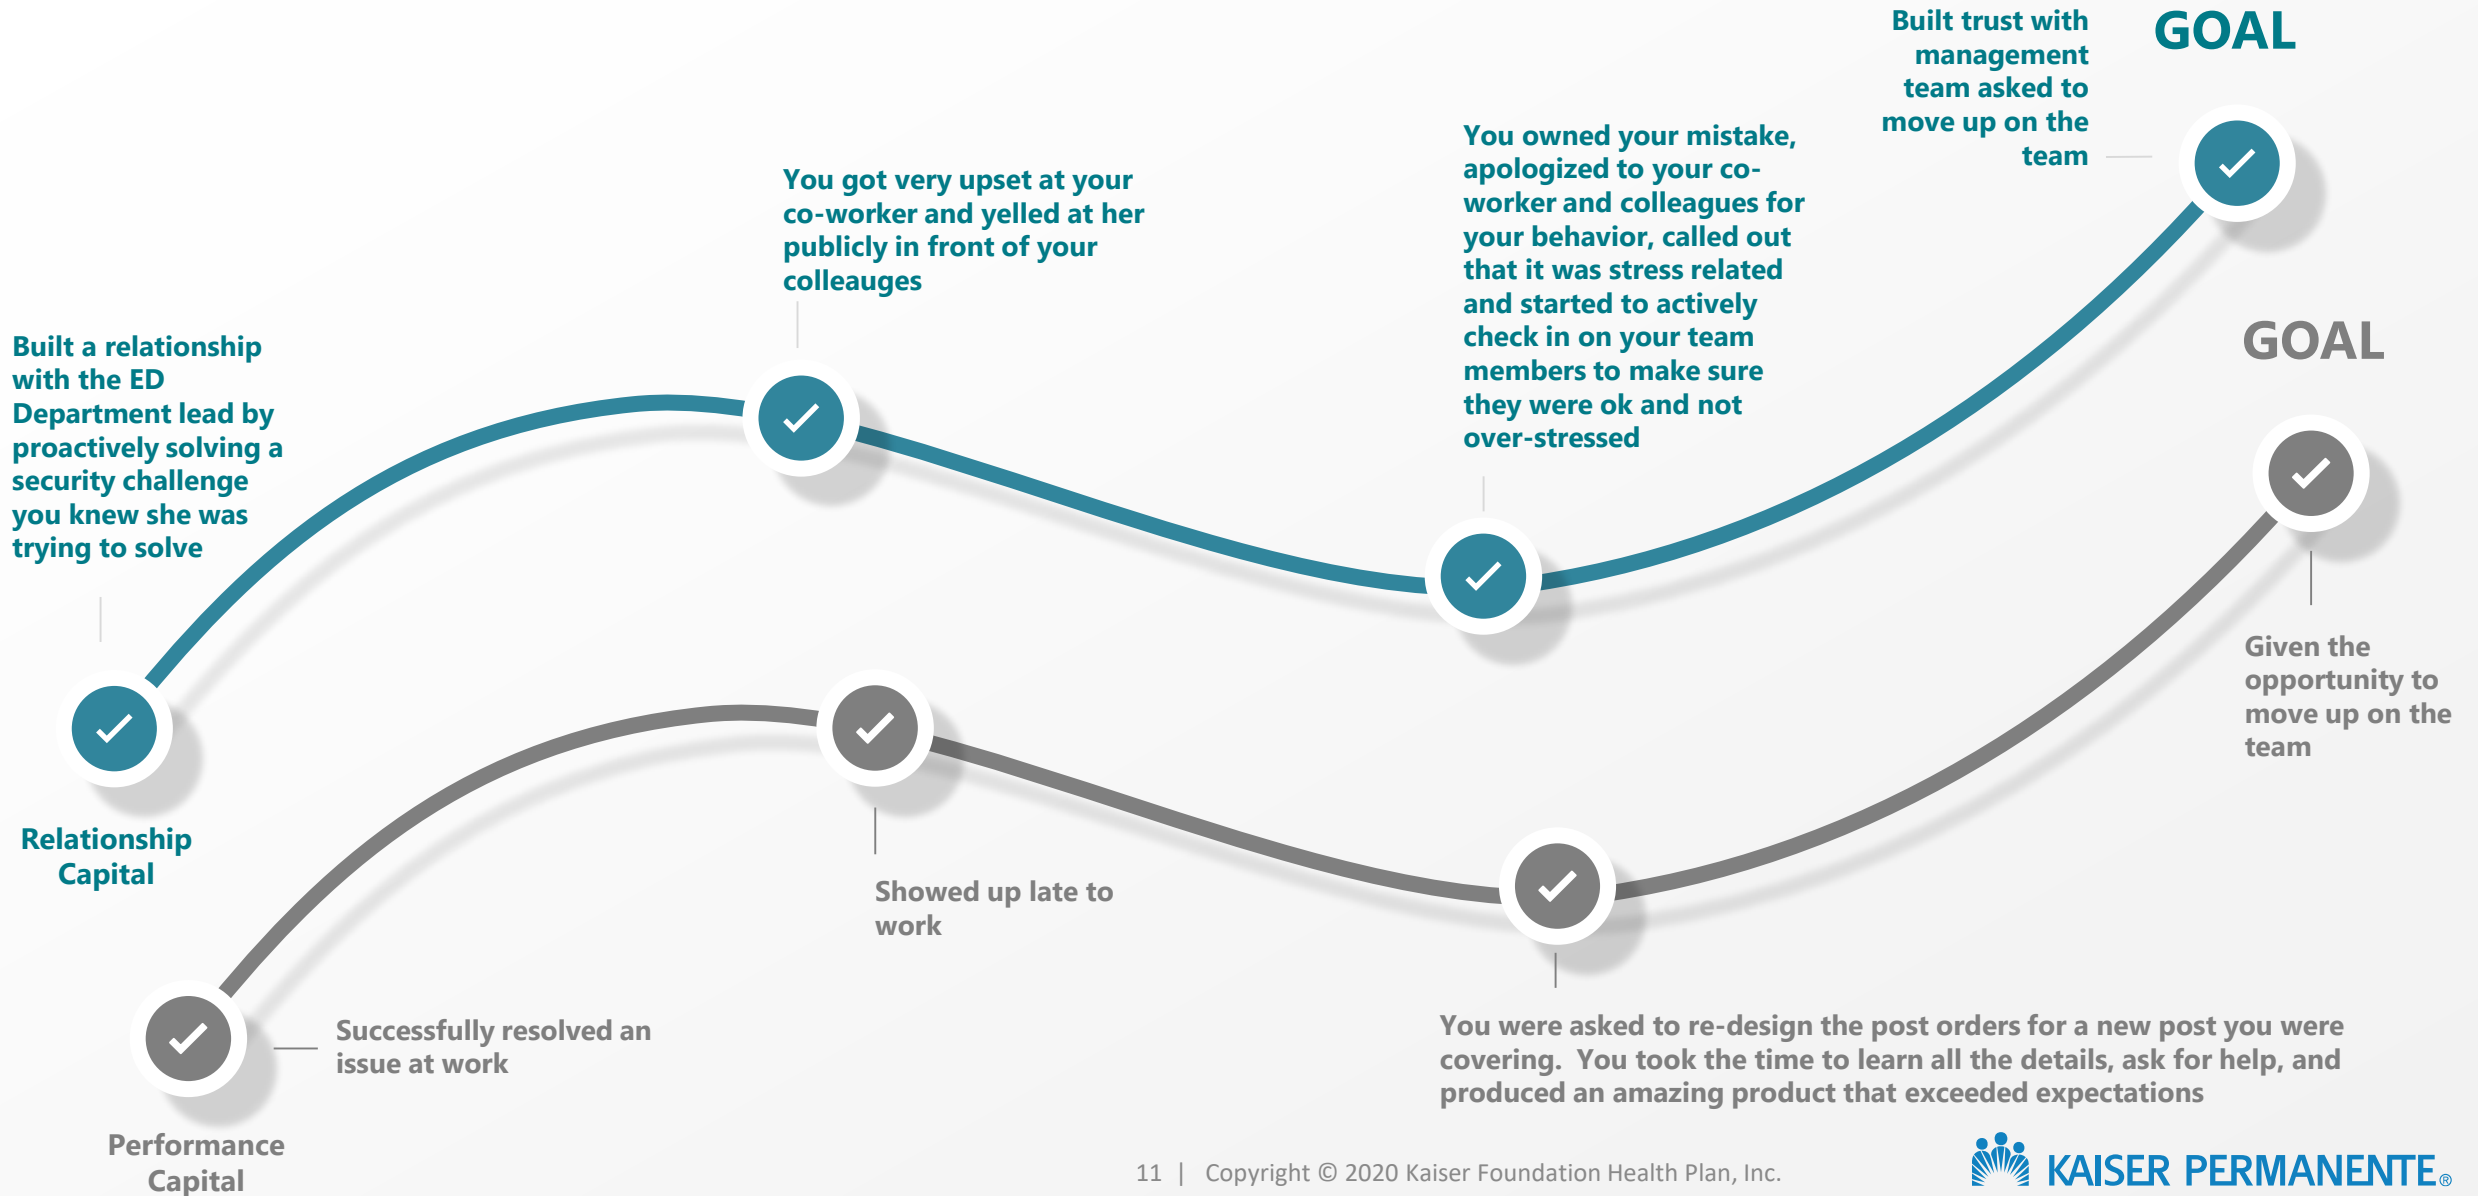 Built a relationship
with the ED
Department lead by
proactively solving a
security challenge
you knew she was
trying to solve
Relationship
Capital
You got very upset at your
co-worker and yelled at her
publicly in front of your
colleauges
You owned your mistake,
apologized to your co-
worker and colleagues for
your behavior, called out
that it was stress related
and started to actively
check in on your team
members to make sure
they were ok and not
over-stressed
Built trust with
management
team asked to
move up on the
team
GOAL
Performance
Capital
Successfully resolved an
issue at work
Showed up late to
work
You were asked to re-design the post orders for a new post you were
covering.  You took the time to learn all the details, ask for help, and
produced an amazing product that exceeded expectations
GOAL
Given the
opportunity to
move up on the
team
11 | Copyright © 2020 Kaiser Foundation Health Plan, Inc.
KAISER PERMANENTE®